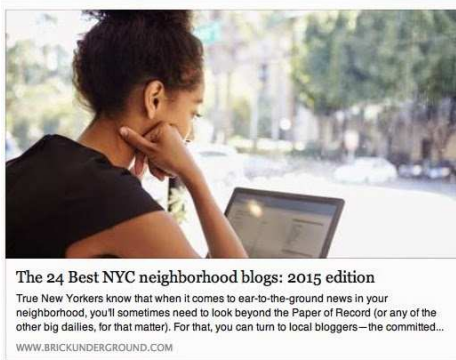 The 24 Best NYC neighborhood blogs: 2015 edition
True New Yorkers know that when it comes to ear-to-the-ground news in your
neighborhood, you'll sometimes need to look beyond the Paper of Record (or any of the
other big dailies, for that matter). For that, you can turn to local bloggers—the committed...
WWW.BRICKUNDERGROUND.COM